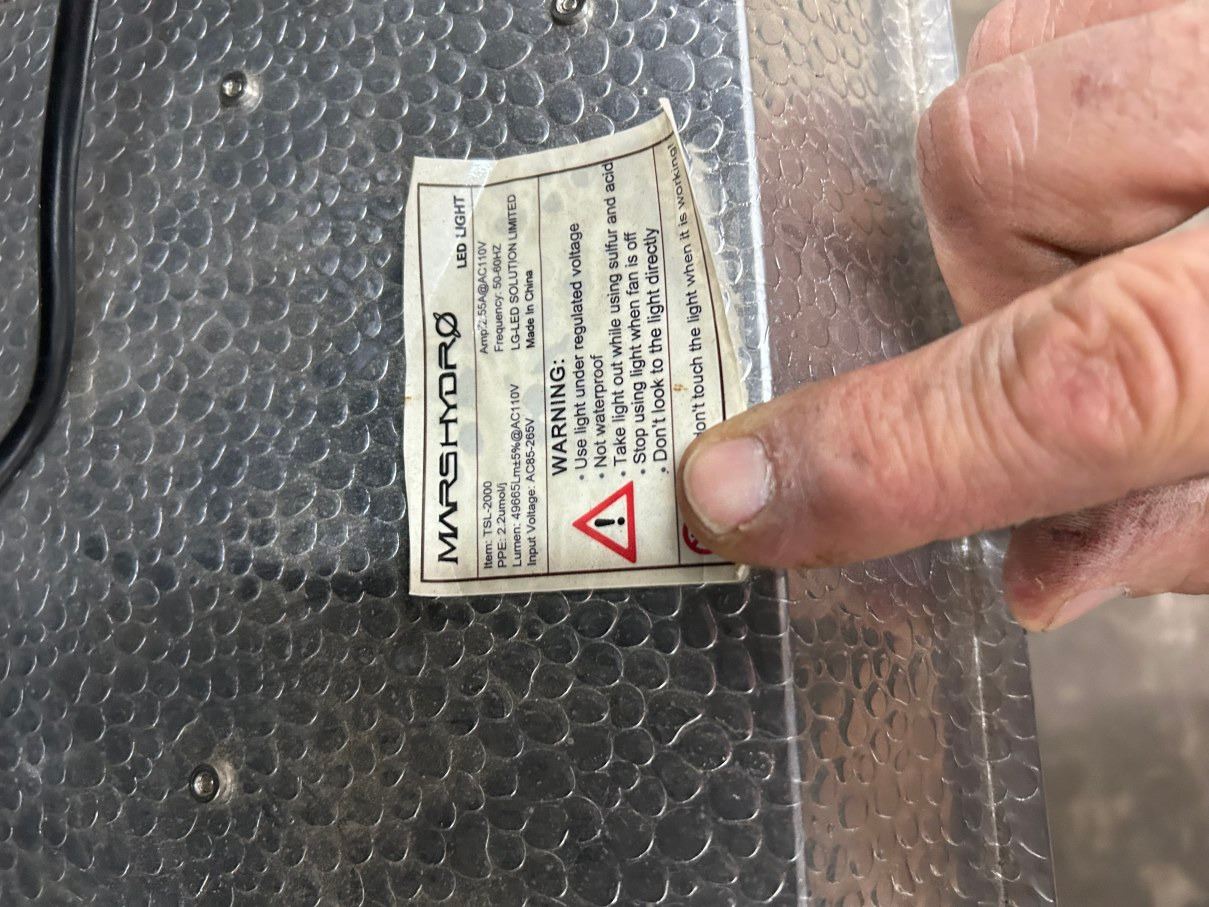 MARSHYDRØ
LED LIGHT
Item: TSL-2000
PPE: 2.2umol/j
Lumen: 49665Lm±5%@AC110V
Input Voltage: AC85-265V
2.55A@AC110V
Frequency: 50-60HZ
LG-LED SOLUTION LIMITED
Made In China
WARNING:
• Use light under regulated voltage
• Not waterproof
• Take light out while using sulfur and acid
• Stop using light when fan is off
• Don't look to the light directly
don't touch the light when it is working!